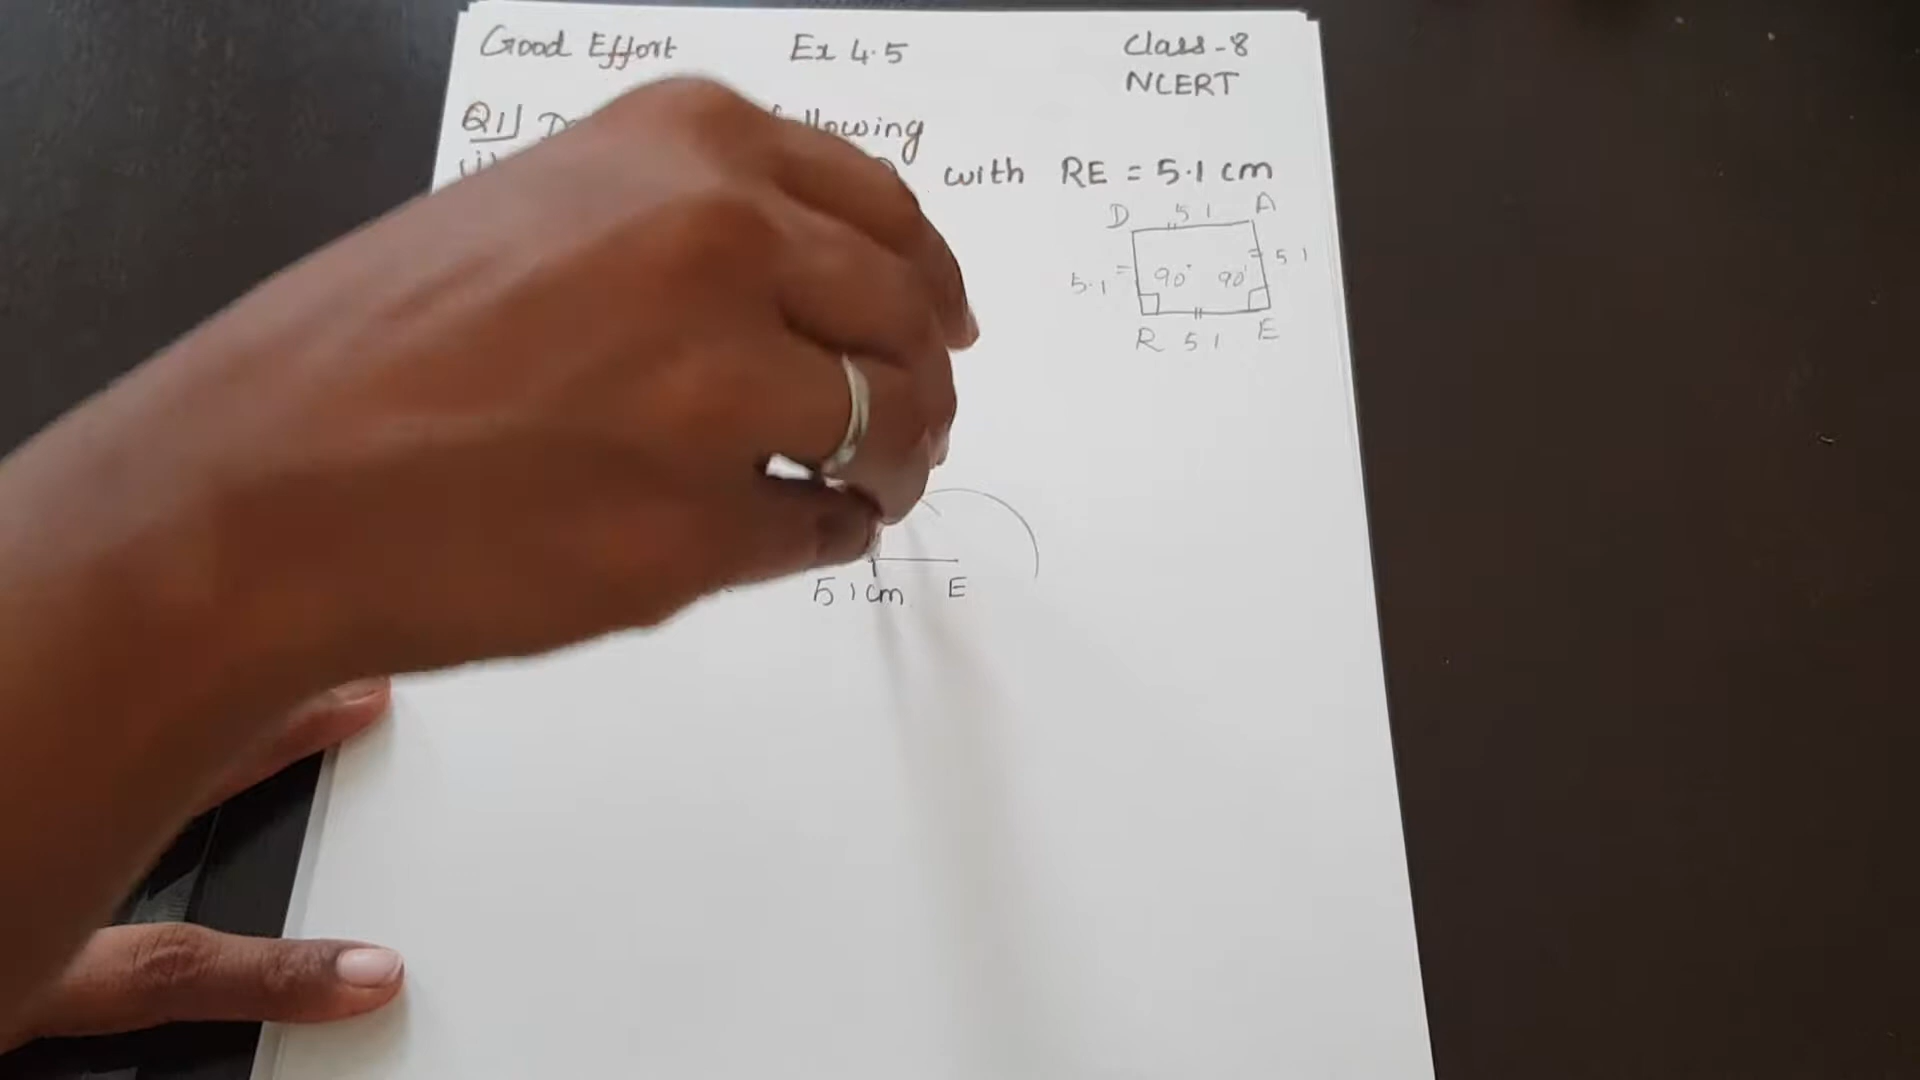 Good Effort Ex 4.5 Class-8
NCERT
Q1] following
(i) with RE = 5.1 cm
D 5 1 A
5.1 90° 90° 5 1
R 5 1 E
5 1 cm E